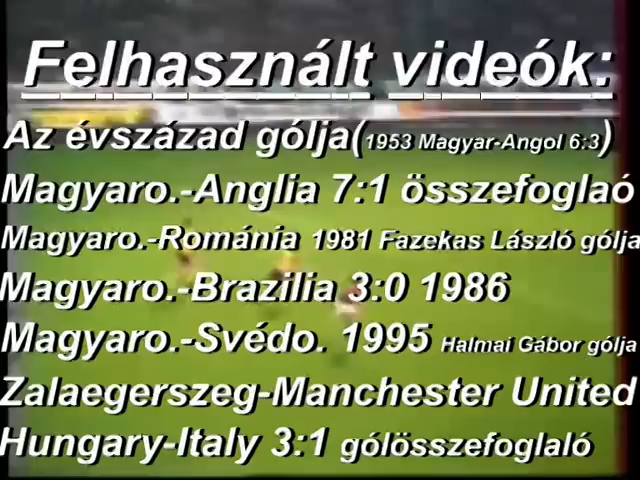 Felhasznált videók:
Az évszázad gólja(1953 Magyar-Angol 6:3)
Magyaro.-Anglia 7:1 összefoglaó
Magyaro.-Románia 1981 Fazekas László gólja
Magyaro.-Brazilia 3:0 1986
Magyaro.-Svédo. 1995 Halmai Gábor gólja
Zalaegerszeg-Manchester United
Hungary-Italy 3:1 gólösszefoglaló